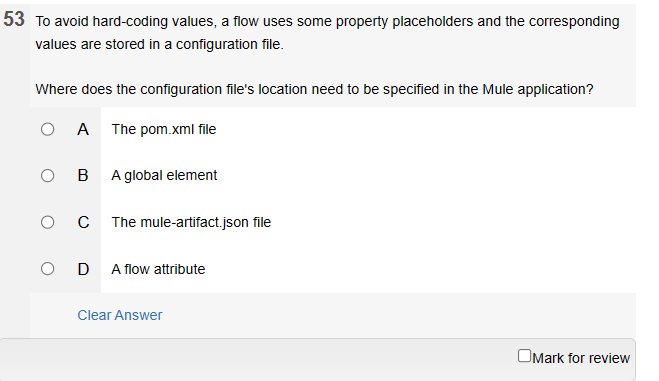 53 To avoid hard-coding values, a flow uses some property placeholders and the corresponding
values are stored in a configuration file.
Where does the configuration file's location need to be specified in the Mule application?
A The pom.xml file
B A global element
C The mule-artifact.json file
D A flow attribute
Clear Answer
Mark for review